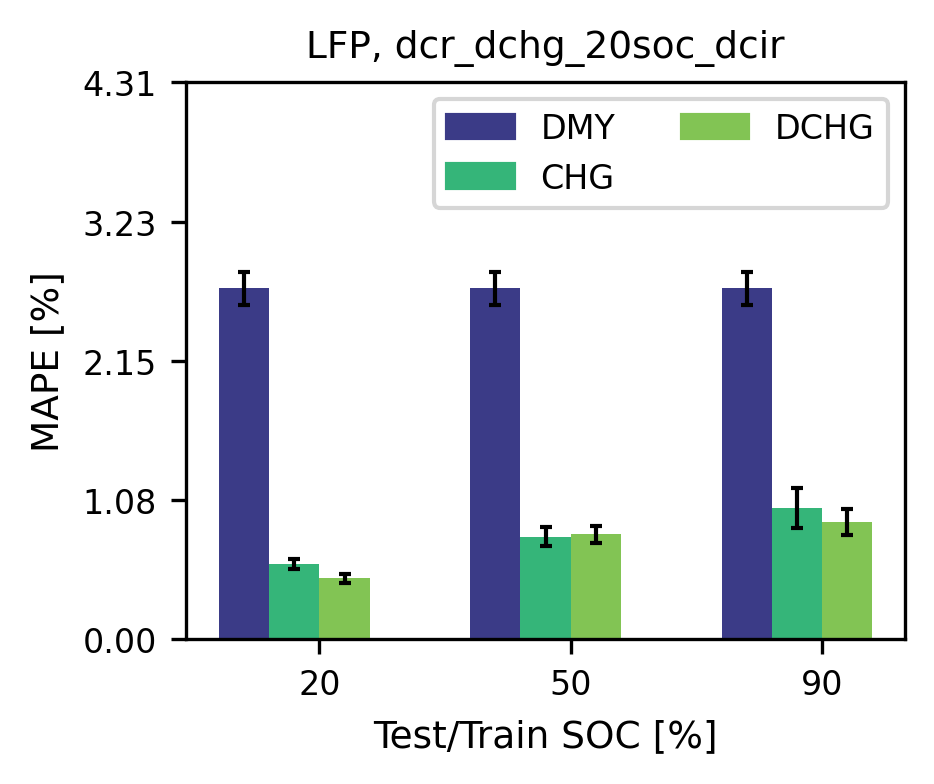 LFP, dcr_dchg_20soc_dcir
4.31
3.23
2.15
1.08
0.00
MAPE [%]
DMY
CHG
DCHG
20
50
90
Test/Train SOC [%]